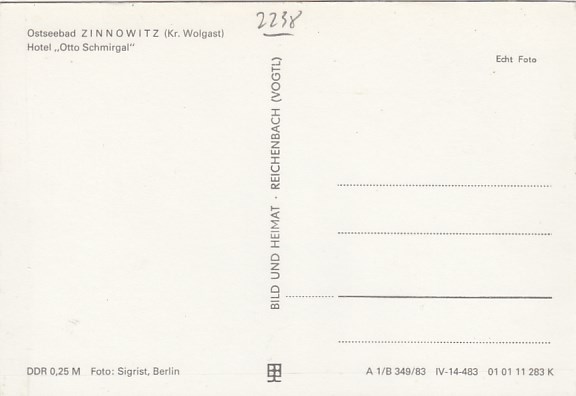 2238
Ostseebad ZINNOWITZ (Kr. Wolgast)
Hotel „Otto Schmirgal"
Echt Foto
BILD UND HEIMAT · REICHENBACH (VOGTL)
DDR 0,25 M Foto: Sigrist, Berlin
A 1/B 349/83 IV-14-483 01 01 11 283 K